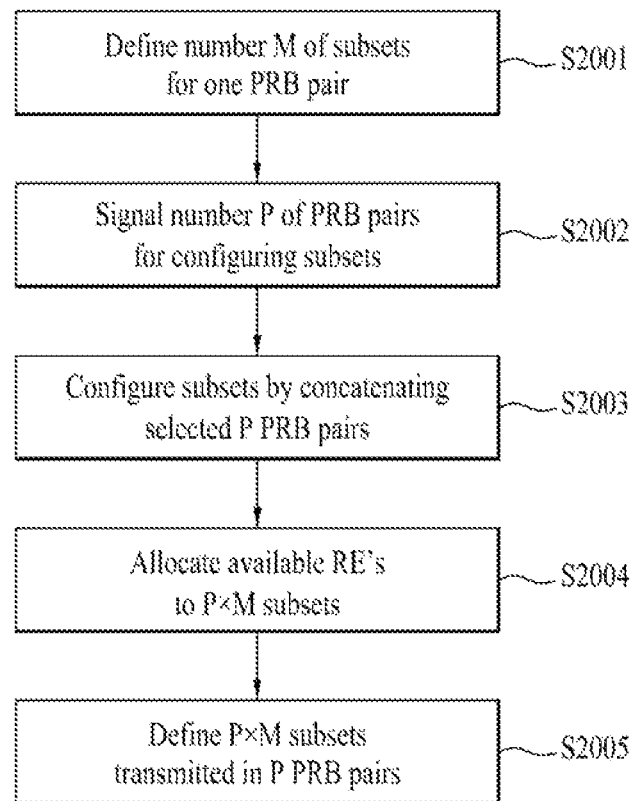 Define number M of subsets
for one PRB pair
S2001
Signal number P of PRB pairs
for configuring subsets
S2002
Configure subsets by concatenating
selected P PRB pairs
S2003
Allocate available RE's
to P×M subsets
S2004
Define P×M subsets
transmitted in P PRB pairs
S2005